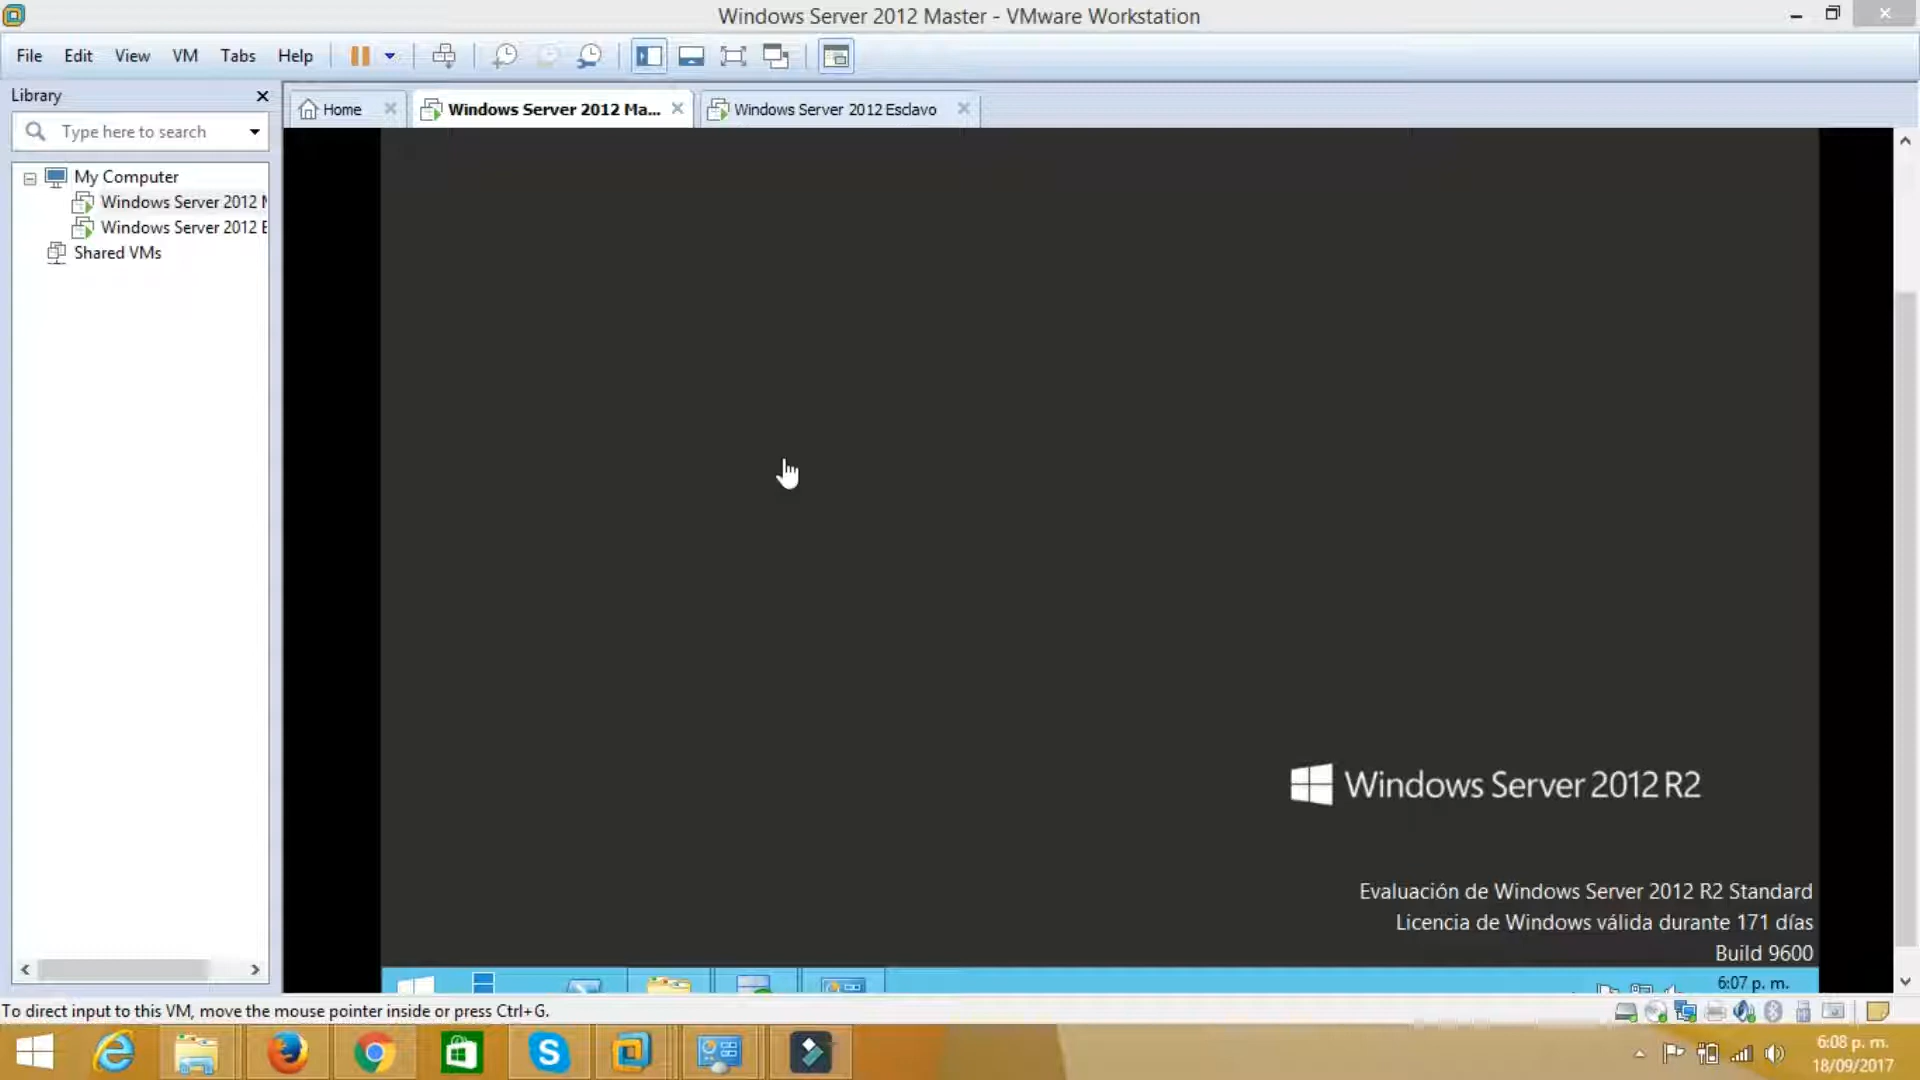 Windows Server 2012 Master - VMware Workstation
File Edit View VM Tabs Help
Library
Home
Windows Server 2012 Ma...
Windows Server 2012 Esclavo
Type here to search
My Computer
Windows Server 2012 M
Windows Server 2012 E
Shared VMs
Windows Server 2012 R2
Evaluación de Windows Server 2012 R2 Standard
Licencia de Windows válida durante 171 días
Build 9600
6:07 p. m.
To direct input to this VM, move the mouse pointer inside or press Ctrl+G.
6:08 p. m.
18/09/2017